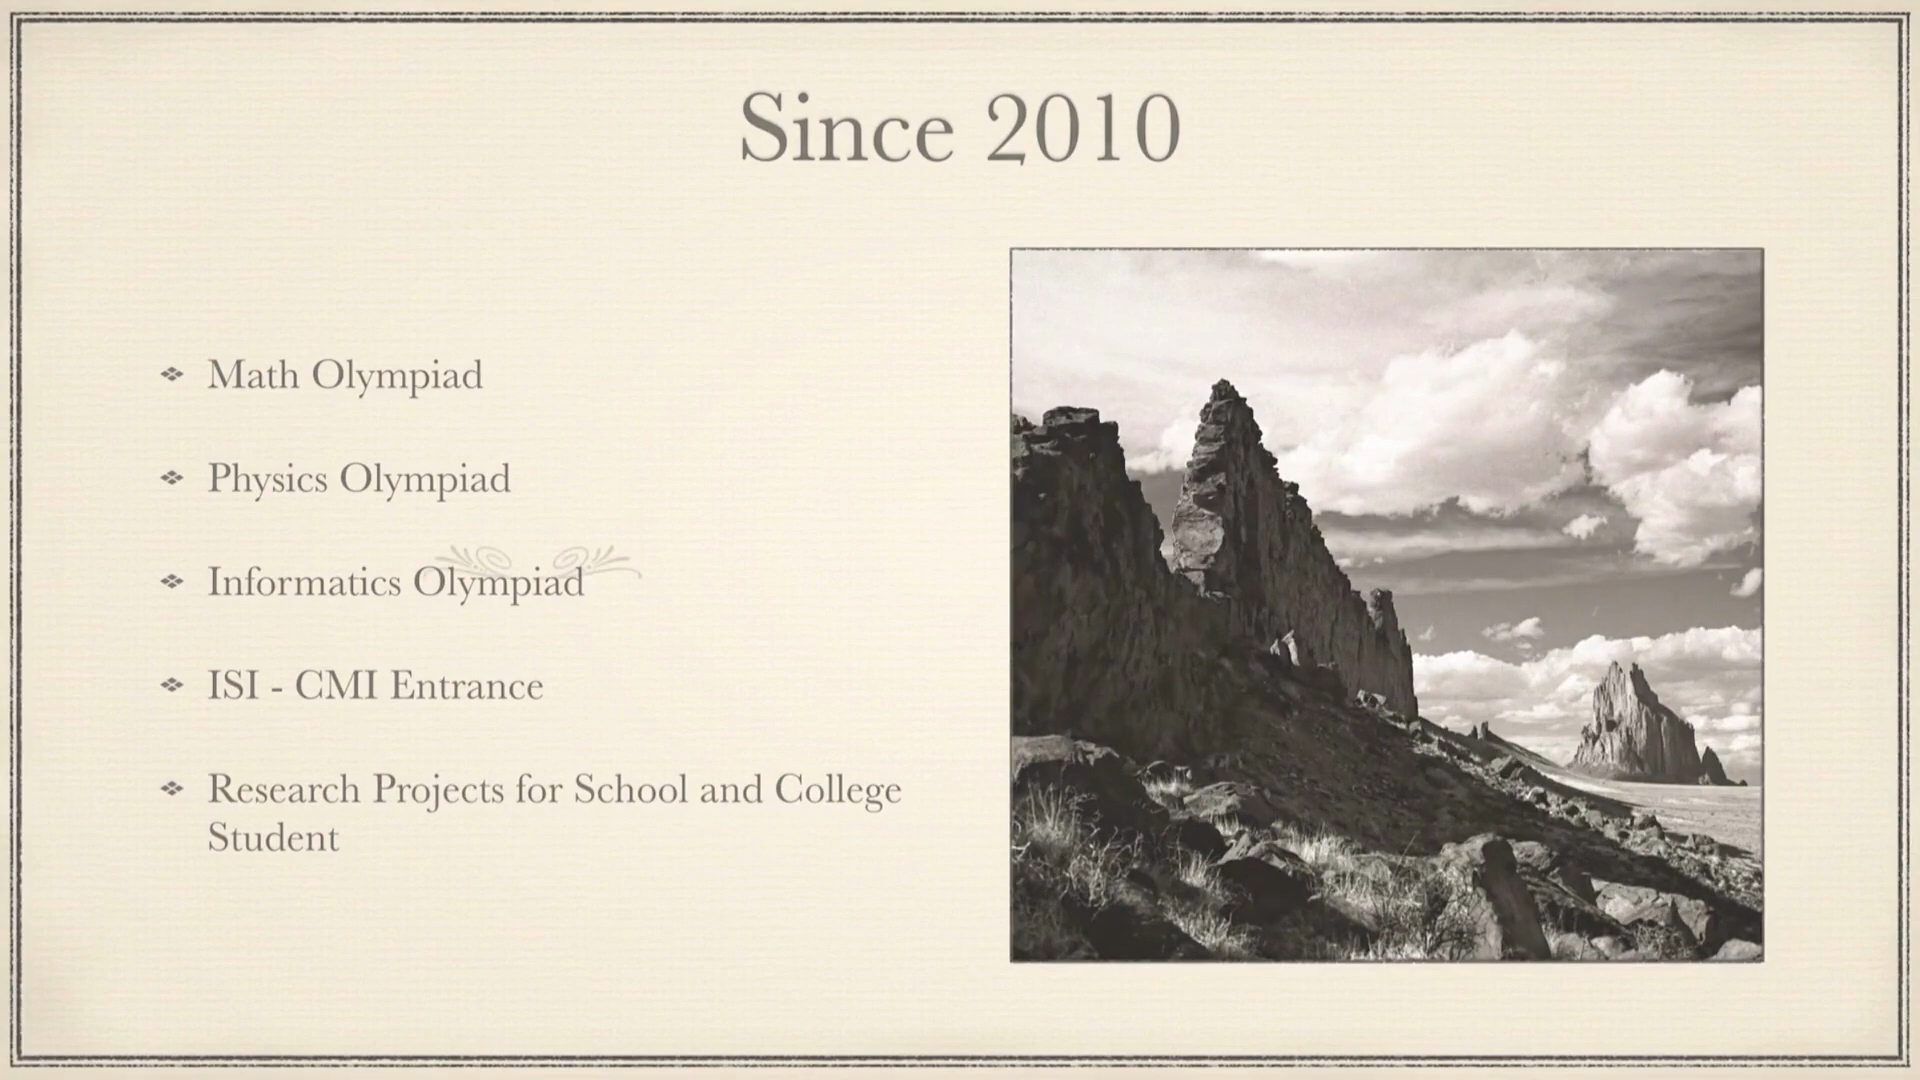 Since 2010
Math Olympiad
Physics Olympiad
Informatics Olympiad
ISI - CMI Entrance
Research Projects for School and College
Student